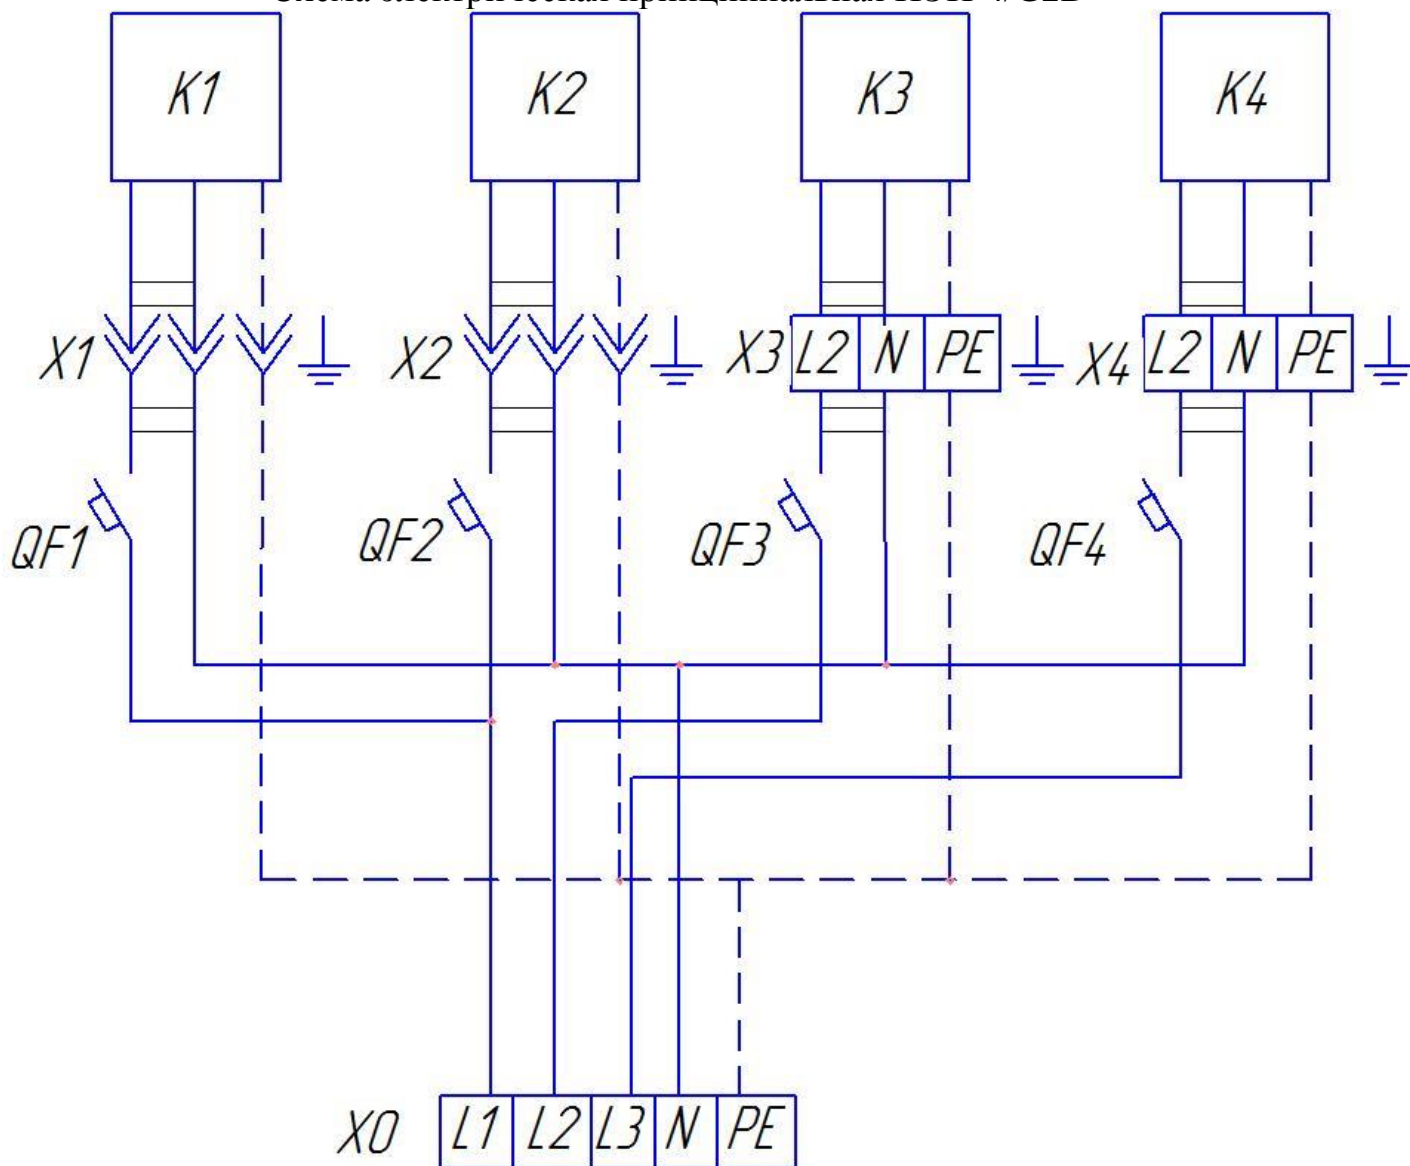 K1 K2 K3 K4
X1 X2 X3 L2 N PE X4 L2 N PE
QF1 QF2 QF3 QF4
X0 L1 L2 L3 N PE